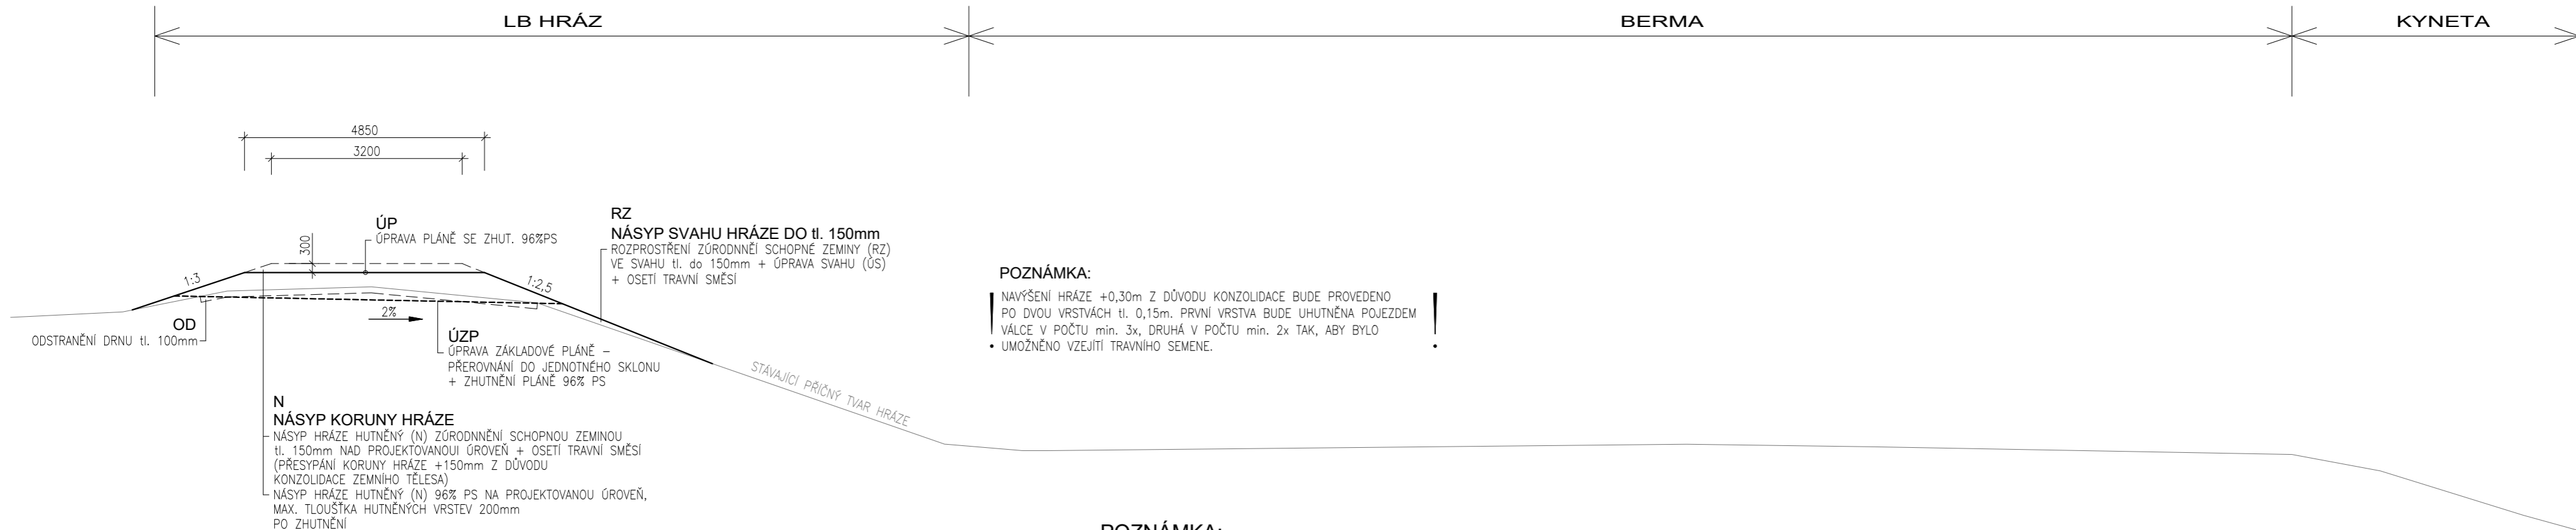 LB HRÁZ
BERMA
KYNETA
4850
3200
300
1:3
1:2,5
2%
ÚP
ÚPRAVA PLÁNĚ SE ZHUT. 96%PS
RZ
NÁSYP SVAHU HRÁZE DO tl. 150mm
ROZPROSTŘENÍ ZÚRODNNĚÍ SCHOPNÉ ZEMINY (RZ)
VE SVAHU tl. do 150mm + ÚPRAVA SVAHU (ÚS)
+ OSETÍ TRAVNÍ SMĚSÍ
POZNÁMKA:
NAVÝŠENÍ HRÁZE +0,30m Z DŮVODU KONZOLIDACE BUDE PROVEDENO
PO DVOU VRSTVÁCH tl. 0,15m. PRVNÍ VRSTVA BUDE UHUTNĚNA POJEZDEM
VÁLCE V POČTU min. 3x, DRUHÁ V POČTU min. 2x TAK, ABY BYLO
UMOŽNĚNO VZEJÍTÍ TRAVNÍHO SEMENE.
OD
ODSTRANĚNÍ DRNU tl. 100mm
ÚZP
ÚPRAVA ZÁKLADOVÉ PLÁNĚ –
PŘEROVNÁNÍ DO JEDNOTNÉHO SKLONU
+ ZHUTNĚNÍ PLÁNĚ 96% PS
STÁVAJÍCÍ PŘÍČNÝ TVAR HRÁZE
N
NÁSYP KORUNY HRÁZE
NÁSYP HRÁZE HUTNĚNÝ (N) ZÚRODNNĚNÍ SCHOPNOU ZEMINOU
tl. 150mm NAD PROJEKTOVANOUI ÚROVEŇ + OSETÍ TRAVNÍ SMĚSÍ
(PŘESYPÁNÍ KORUNY HRÁZE +150mm Z DŮVODU
KONZOLIDACE ZEMNÍHO TĚLESA)
NÁSYP HRÁZE HUTNĚNÝ (N) 96% PS NA PROJEKTOVANOU ÚROVEŇ,
MAX. TLOUŠŤKA HUTNĚNÝCH VRSTEV 200mm
PO ZHUTNĚNÍ
POZNÁMKA: